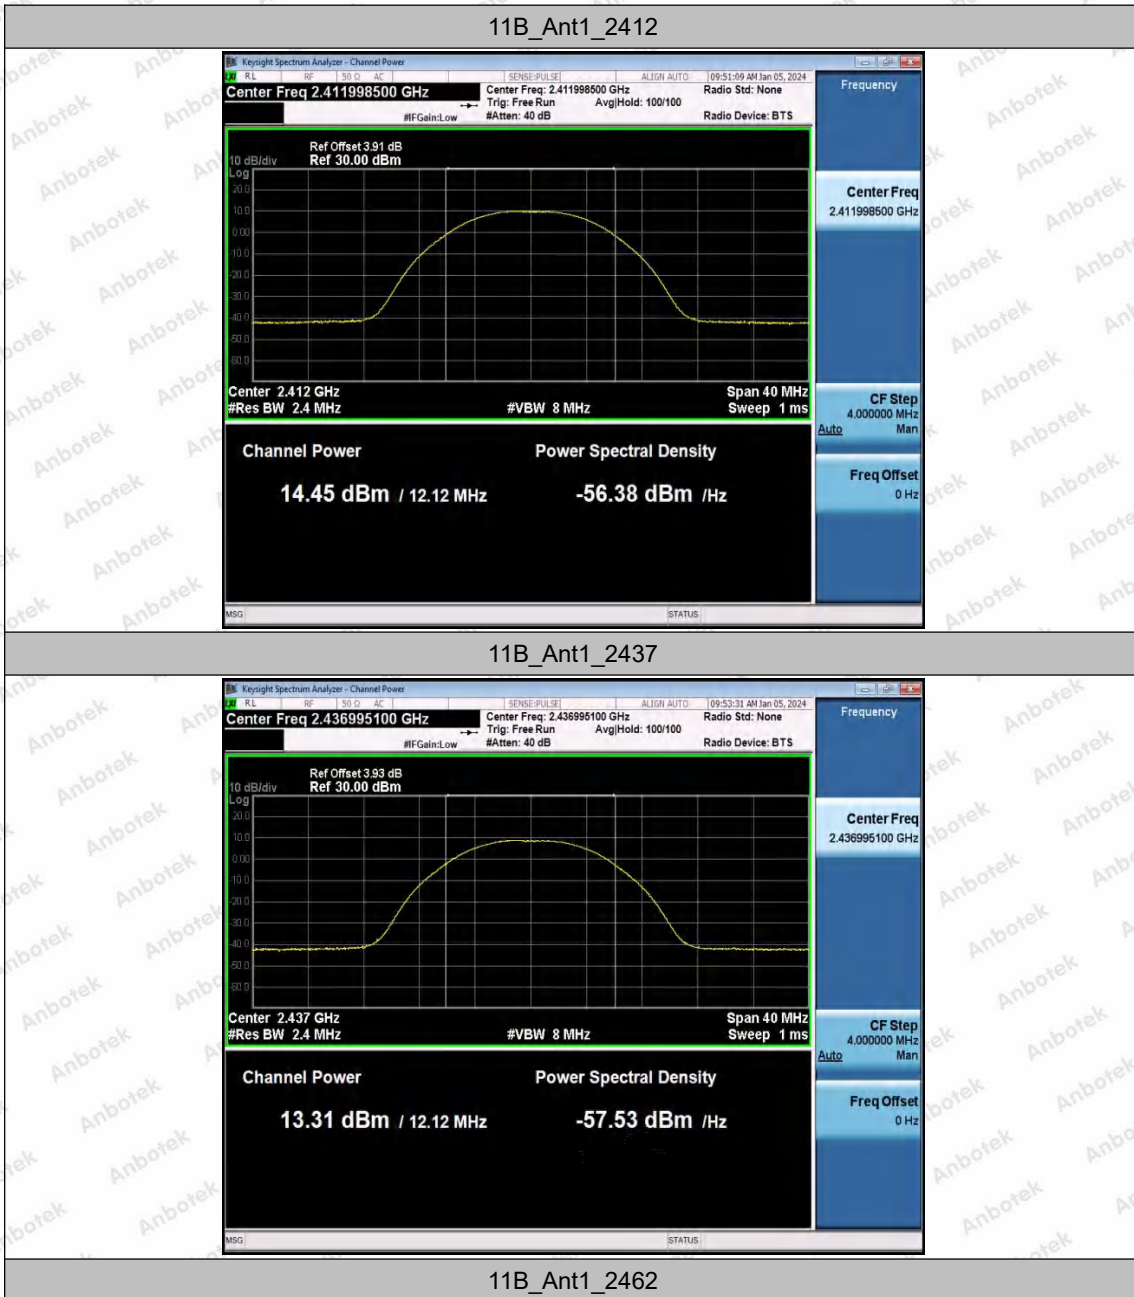 11B_Ant1_2412
Keysight Spectrum Analyzer - Channel Power
LXI RL RF 50 Ω AC SENSE:PULSE ALIGN AUTO 09:51:09 AM Jan 05, 2024
Center Freq 2.411998500 GHz
Center Freq: 2.411998500 GHz
Radio Std: None
Trig: Free Run Avg|Hold: 100/100
#IFGain:Low #Atten: 40 dB Radio Device: BTS
Ref Offset 3.91 dB
10 dB/div Ref 30.00 dBm
Log
20.0
10.0
0.00
-10.0
-20.0
-30.0
-40.0
-50.0
-60.0
Center 2.412 GHz Span 40 MHz
#Res BW 2.4 MHz #VBW 8 MHz Sweep 1 ms
Channel Power Power Spectral Density
14.45 dBm / 12.12 MHz -56.38 dBm /Hz
MSG STATUS
Frequency
Center Freq
2.411998500 GHz
CF Step
4.000000 MHz
Auto Man
Freq Offset
0 Hz
11B_Ant1_2437
Keysight Spectrum Analyzer - Channel Power
LXI RL RF 50 Ω AC SENSE:PULSE ALIGN AUTO 09:53:31 AM Jan 05, 2024
Center Freq 2.436995100 GHz
Center Freq: 2.436995100 GHz
Radio Std: None
Trig: Free Run Avg|Hold: 100/100
#IFGain:Low #Atten: 40 dB Radio Device: BTS
Ref Offset 3.93 dB
10 dB/div Ref 30.00 dBm
Log
20.0
10.0
0.00
-10.0
-20.0
-30.0
-40.0
-50.0
-60.0
Center 2.437 GHz Span 40 MHz
#Res BW 2.4 MHz #VBW 8 MHz Sweep 1 ms
Channel Power Power Spectral Density
13.31 dBm / 12.12 MHz -57.53 dBm /Hz
MSG STATUS
Frequency
Center Freq
2.436995100 GHz
CF Step
4.000000 MHz
Auto Man
Freq Offset
0 Hz
11B_Ant1_2462
Anbotek